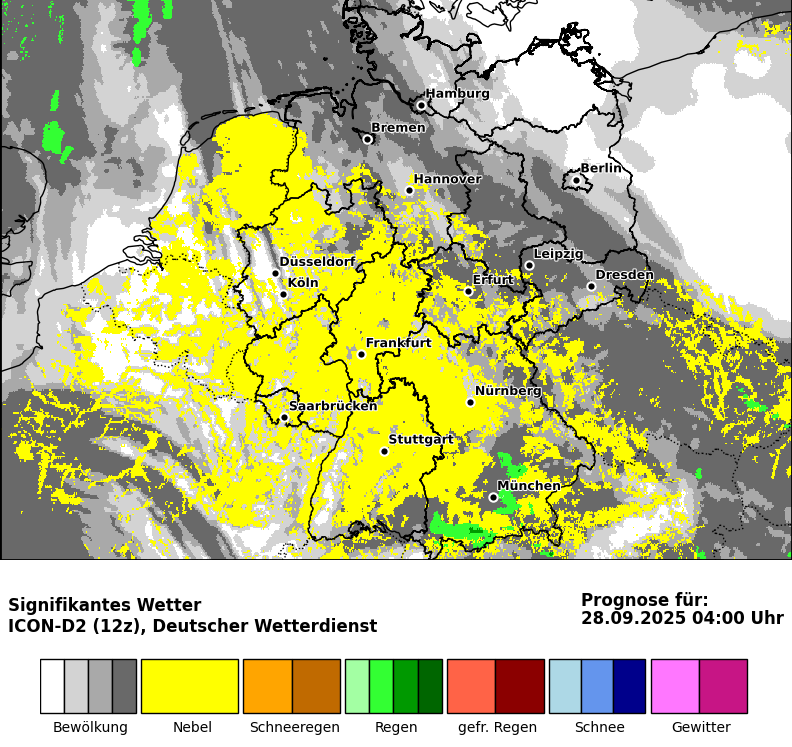 Hamburg
Bremen
Berlin
Hannover
Leipzig
Düsseldorf
Dresden
Köln
Erfurt
Frankfurt
Nürnberg
Saarbrücken
Stuttgart
München
Signifikantes Wetter
ICON-D2 (12z), Deutscher Wetterdienst
Prognose für:
28.09.2025 04:00 Uhr
Bewölkung
Nebel
Schneeregen
Regen
gefr. Regen
Schnee
Gewitter